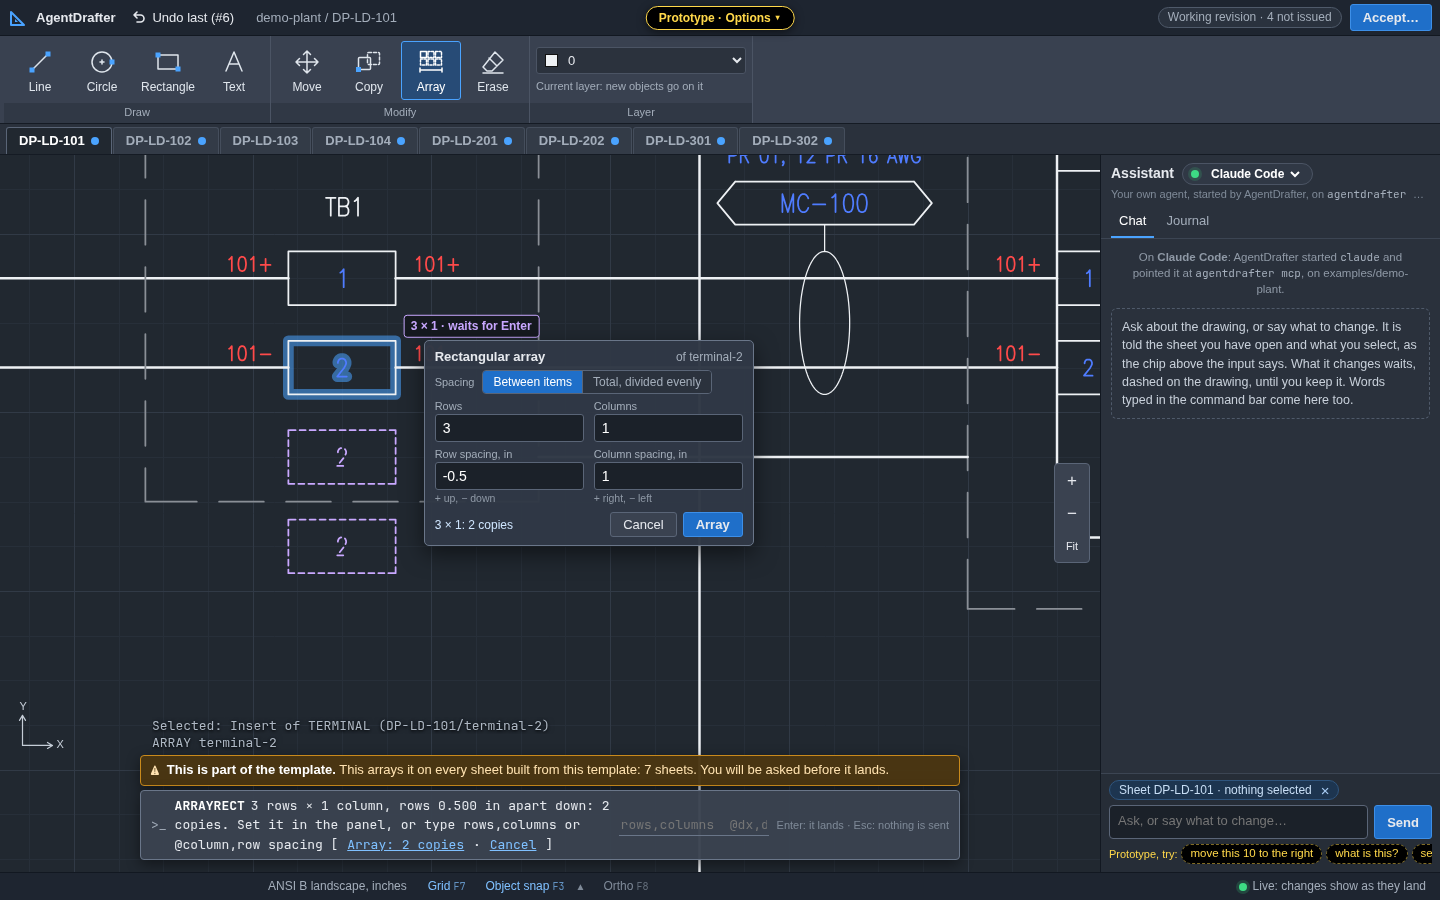 AgentDrafter
Undo last (#6)
demo-plant / DP-LD-101
Prototype · Options ▾
Working revision · 4 not issued
Accept…
Line
Circle
Rectangle
Text
Move
Copy
Array
Erase
0
Current layer: new objects go on it
Draw
Modify
Layer
DP-LD-101
DP-LD-102
DP-LD-103
DP-LD-104
DP-LD-201
DP-LD-202
DP-LD-301
DP-LD-302
PR 01, 12 PR 16 AWG
MC-100
TB1
101+
1
101+
101+
1
3 × 1 · waits for Enter
101-
2
1
101-
2
2
2
Rectangular array
of terminal-2
Spacing
Between items
Total, divided evenly
Rows
Columns
3
1
Row spacing, in
Column spacing, in
-0.5
1
+ up, − down
+ right, − left
3 × 1: 2 copies
Cancel
Array
+
−
Fit
Y
X
Selected: Insert of TERMINAL (DP-LD-101/terminal-2)
ARRAY terminal-2
This is part of the template. This arrays it on every sheet built from this template: 7 sheets. You will be asked before it lands.
ARRAYRECT 3 rows × 1 column, rows 0.500 in apart down: 2
>_ copies. Set it in the panel, or type rows,columns or
@column,row spacing [ Array: 2 copies · Cancel ]
rows,columns  @dx,d
Enter: it lands · Esc: nothing is sent
Assistant
Claude Code
Your own agent, started by AgentDrafter, on agentdrafter …
Chat
Journal
On Claude Code: AgentDrafter started claude and
pointed it at agentdrafter mcp, on examples/demo-
plant.
Ask about the drawing, or say what to change. It is
told the sheet you have open and what you select, as
the chip above the input says. What it changes waits,
dashed on the drawing, until you keep it. Words
typed in the command bar come here too.
Sheet DP-LD-101 · nothing selected ×
Ask, or say what to change…
Send
Prototype, try:
move this 10 to the right
what is this?
se
ANSI B landscape, inches
Grid F7
Object snap F3
▲
Ortho F8
Live: changes show as they land